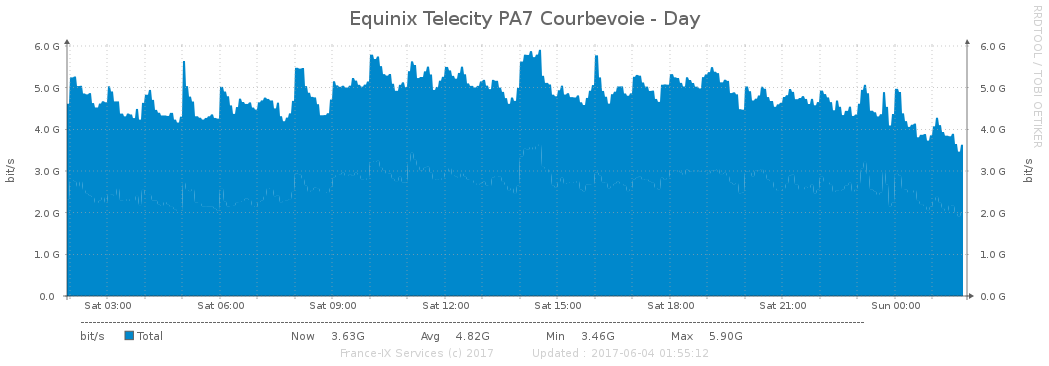 Equinix Telecity PA7 Courbevoie - Day
RRDTOOL / TOBI OETIKER
bit/s
6.0 G
5.0 G
4.0 G
3.0 G
2.0 G
1.0 G
0.0
6.0 G
5.0 G
4.0 G
3.0 G
2.0 G
1.0 G
0.0 G
bit/s
Sat 03:00 Sat 06:00 Sat 09:00 Sat 12:00 Sat 15:00 Sat 18:00 Sat 21:00 Sun 00:00
bit/s Total Now 3.63G Avg 4.82G Min 3.46G Max 5.90G
France-IX Services (c) 2017 Updated : 2017-06-04 01:55:12